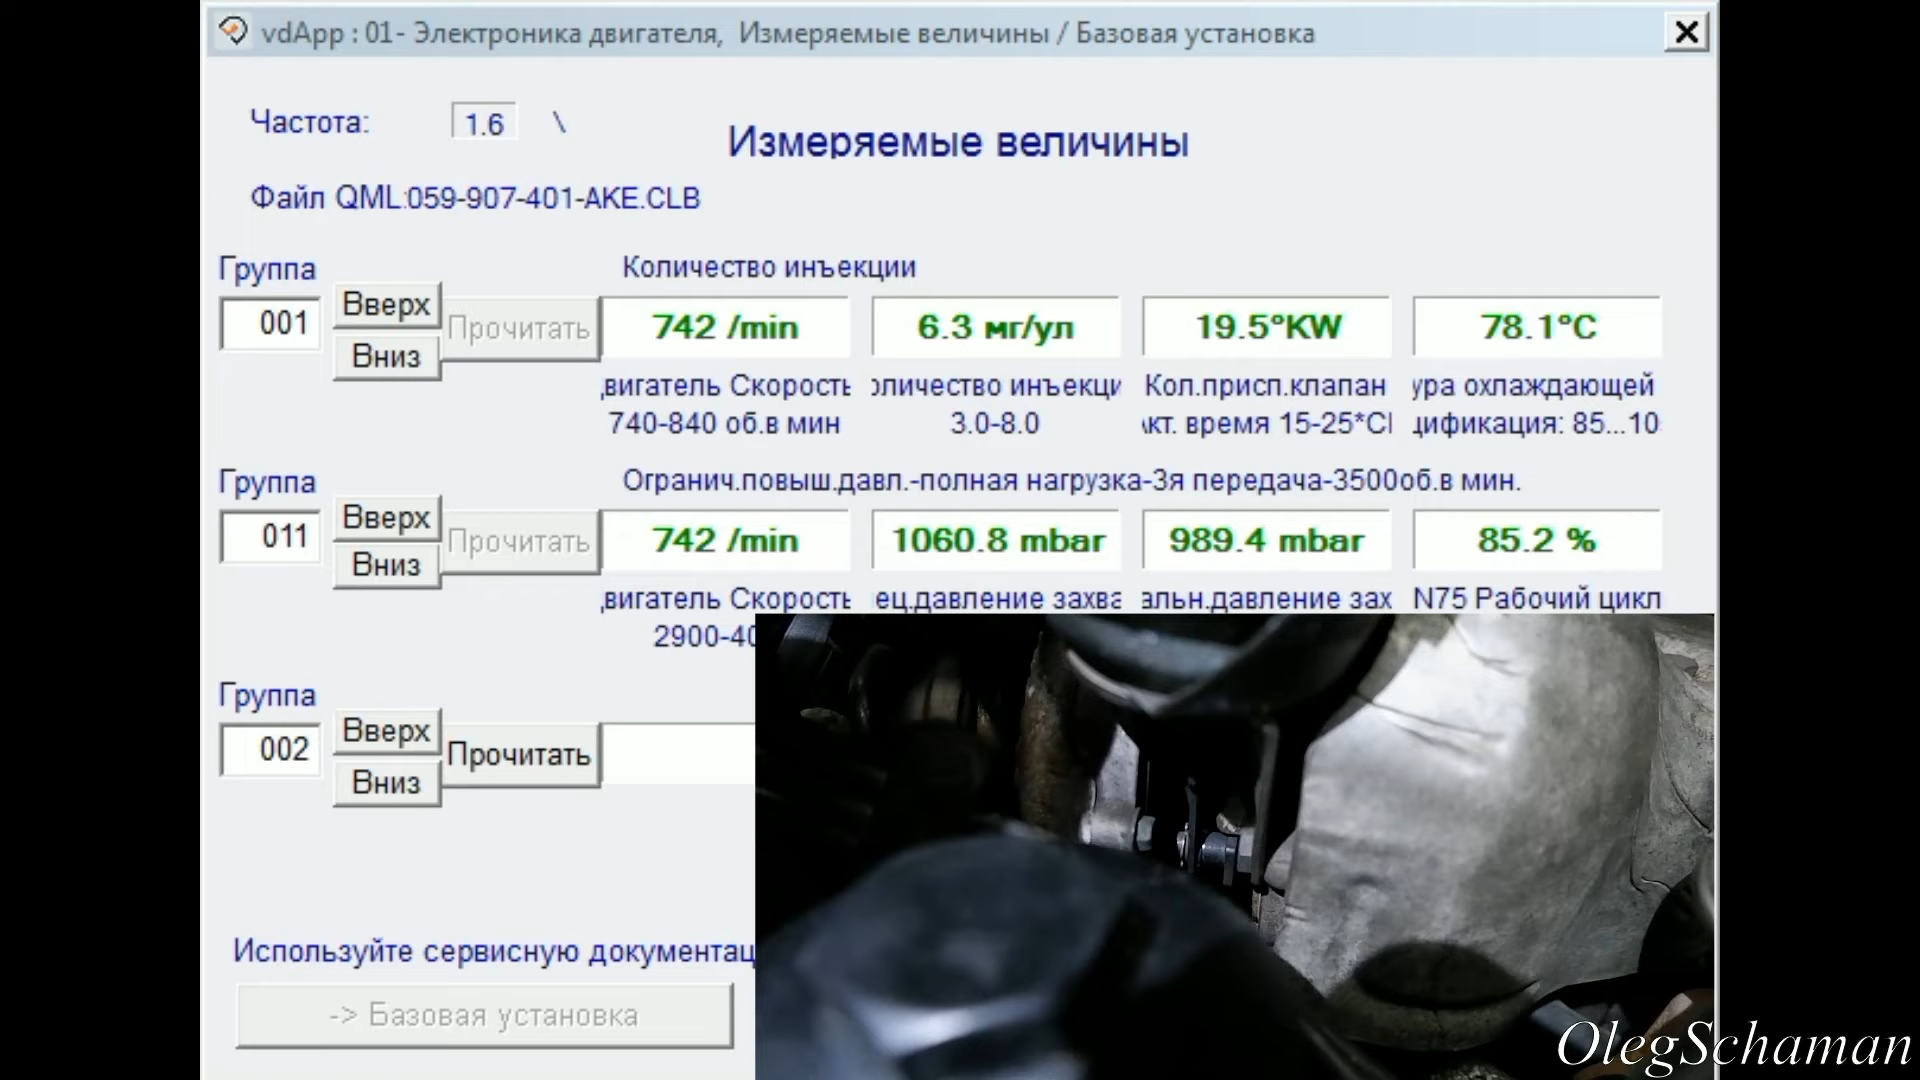 vdApp : 01- Электроника двигателя, Измеряемые величины / Базовая установка
Частота: 1.6 \
Измеряемые величины
Файл QML:059-907-401-AKE.CLB
Группа Количество инъекции
001 Вверх Вниз Прочитать 742 /min 6.3 мг/ул 19.5°KW 78.1°C
двигатель Скорость оличество инъекци Кол.присп.клапан ура охлаждающей
740-840 об.в мин 3.0-8.0 Акт. время 15-25*С цификация: 85...10
Группа Огранич.повыш.давл.-полная нагрузка-3я передача-3500об.в мин.
011 Вверх Вниз Прочитать 742 /min 1060.8 mbar 989.4 mbar 85.2 %
двигатель Скорость ец.давление захва альн.давление зах N75 Рабочий цикл
2900-40
Группа
002 Вверх Вниз Прочитать
Используйте сервисную документац
-> Базовая установка
OlegSchaman